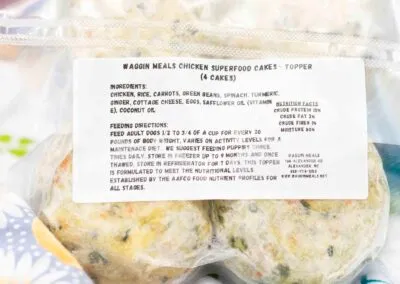 WAGGIN MEALS CHICKEN SUPERFOOD CAKES - TOPPER
(4 CAKES)
INGREDIENTS:
CHICKEN, RICE, CARROTS, GREEN BEANS, SPINACH, TURMERIC,
GINGER, COTTAGE CHEESE, EGGS, SAFFLOWER OIL (VITAMIN
E), COCONUT OIL
NUTRITION FACTS
CRUDE PROTEIN
CRUDE FAT
CRUDE FIBER
MOISTURE
FEEDING DIRECTIONS:
FEED ADULT DOGS 1/2 TO 3/4 OF A CUP FOR EVERY 20
POUNDS OF BODY WEIGHT, VARIES ON ACTIVITY LEVELS FOR A
MAINTENACE DIET. WE SUGGEST FEEDING PUPPIES THREE
TIMES DAILY. STORE IN FREEZER UP TO MONTHS AND ONCE
THAWED, STORE IN REFRIGERATOR FOR 7 DAYS. THIS TOPPER
IS FORMULATED TO MEET THE NUTRITIONAL LEVELS
ESTABLISHED BY THE AAFCO FOOD NUTRIENT PROFILES FOR
ALL STAGES.
WAGGIN MEALS
ALEXANDER, NC
WWW.WAGGINMEALS.NET